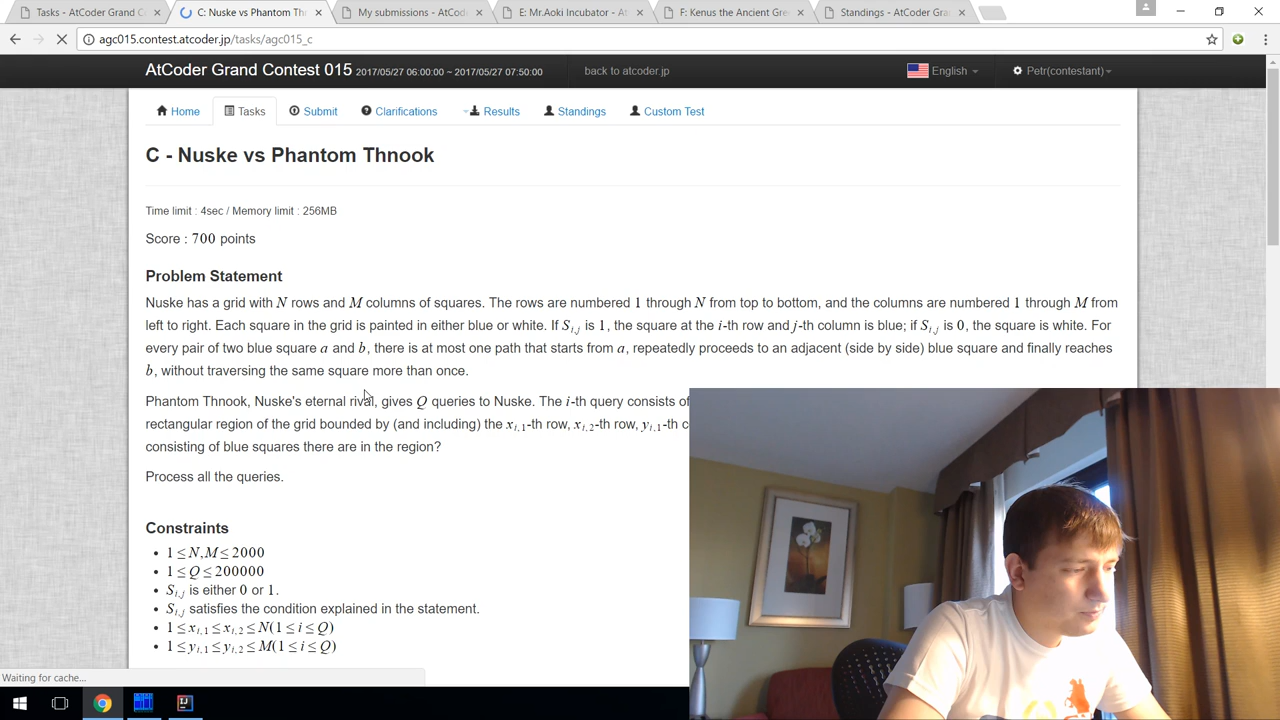 Tasks - AtCoder Grand C
C: Nuske vs Phantom Th
My submissions - AtCod
E: Mr.Aoki Incubator - A
F: Kenus the Ancient Gre
Standings - AtCoder Gra
agc015.contest.atcoder.jp/tasks/agc015_c
AtCoder Grand Contest 015 2017/05/27 06:00:00 ~ 2017/05/27 07:50:00 back to atcoder.jp English Petr(contestant)
Home Tasks Submit Clarifications Results Standings Custom Test
C - Nuske vs Phantom Thnook
Time limit : 4sec / Memory limit : 256MB
Score : 700 points
Problem Statement
Nuske has a grid with N rows and M columns of squares. The rows are numbered 1 through N from top to bottom, and the columns are numbered 1 through M from
left to right. Each square in the grid is painted in either blue or white. If S_{i,j} is 1, the square at the i-th row and j-th column is blue; if S_{i,j} is 0, the square is white. For
every pair of two blue square a and b, there is at most one path that starts from a, repeatedly proceeds to an adjacent (side by side) blue square and finally reaches
b, without traversing the same square more than once.
Phantom Thnook, Nuske's eternal rival, gives Q queries to Nuske. The i-th query consists of
rectangular region of the grid bounded by (and including) the x_{i,1}-th row, x_{i,2}-th row, y_{i,1}-th c
consisting of blue squares there are in the region?
Process all the queries.
Constraints
• 1 ≤ N,M ≤ 2000
• 1 ≤ Q ≤ 200000
• S_{i,j} is either 0 or 1.
• S_{i,j} satisfies the condition explained in the statement.
• 1 ≤ x_{i,1} ≤ x_{i,2} ≤ N(1 ≤ i ≤ Q)
• 1 ≤ y_{i,1} ≤ y_{i,2} ≤ M(1 ≤ i ≤ Q)
Waiting for cache...